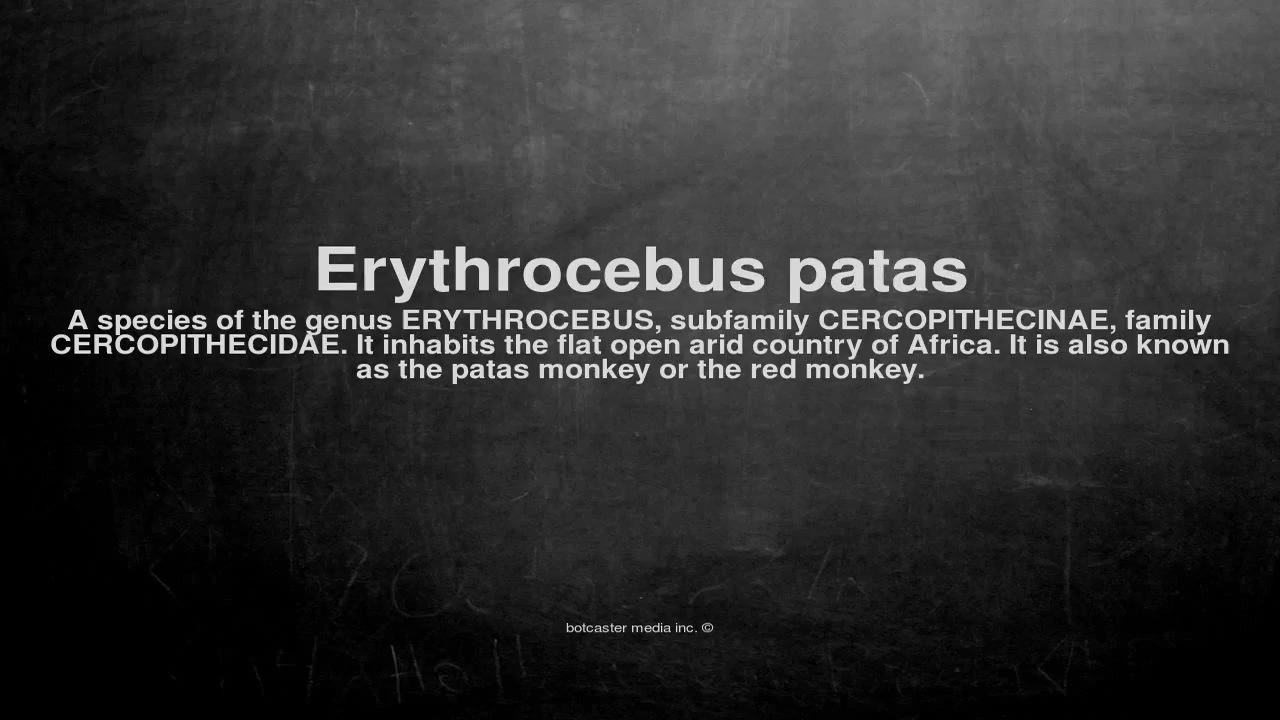 Erythrocebus patas
A species of the genus ERYTHROCEBUS, subfamily CERCOPITHECINAE, family
CERCOPITHECIDAE. It inhabits the flat open arid country of Africa. It is also known
as the patas monkey or the red monkey.
botcaster media inc. ©